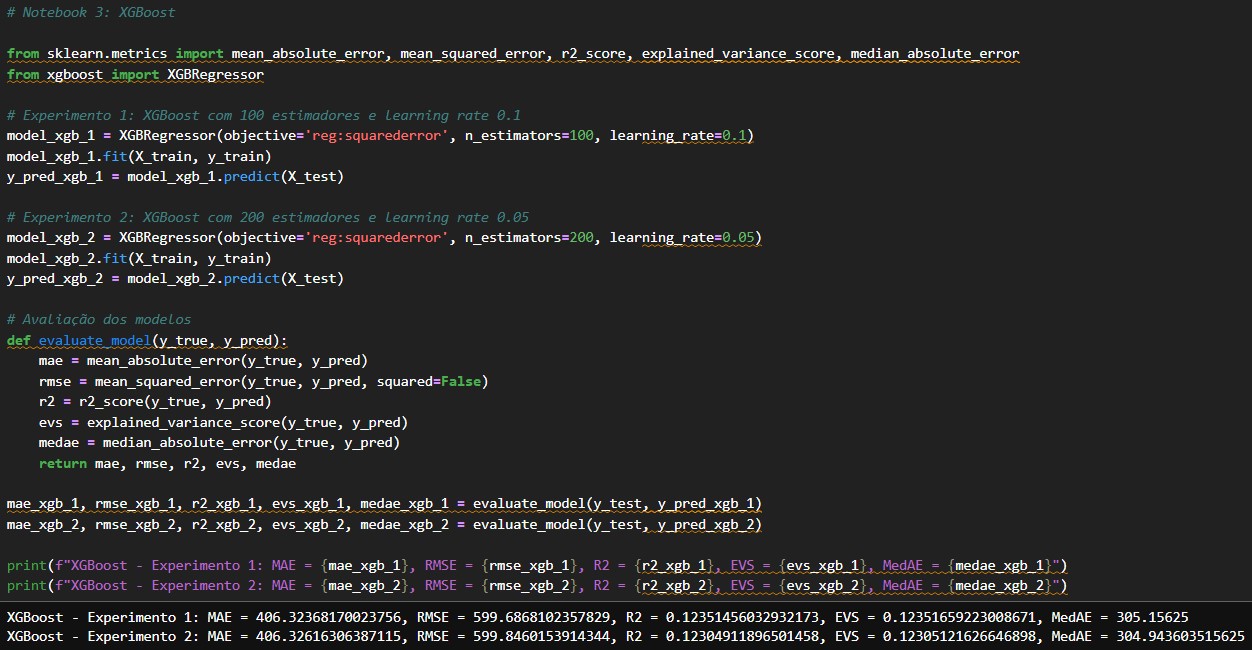 # Notebook 3: XGBoost
from sklearn.metrics import mean_absolute_error, mean_squared_error, r2_score, explained_variance_score, median_absolute_error
from xgboost import XGBRegressor
# Experimento 1: XGBoost com 100 estimadores e learning rate 0.1
model_xgb_1 = XGBRegressor(objective='reg:squarederror', n_estimators=100, learning_rate=0.1)
model_xgb_1.fit(X_train, y_train)
y_pred_xgb_1 = model_xgb_1.predict(X_test)
# Experimento 2: XGBoost com 200 estimadores e learning rate 0.05
model_xgb_2 = XGBRegressor(objective='reg:squarederror', n_estimators=200, learning_rate=0.05)
model_xgb_2.fit(X_train, y_train)
y_pred_xgb_2 = model_xgb_2.predict(X_test)
# Avaliação dos modelos
def evaluate_model(y_true, y_pred):
    mae = mean_absolute_error(y_true, y_pred)
    rmse = mean_squared_error(y_true, y_pred, squared=False)
    r2 = r2_score(y_true, y_pred)
    evs = explained_variance_score(y_true, y_pred)
    medae = median_absolute_error(y_true, y_pred)
    return mae, rmse, r2, evs, medae
mae_xgb_1, rmse_xgb_1, r2_xgb_1, evs_xgb_1, medae_xgb_1 = evaluate_model(y_test, y_pred_xgb_1)
mae_xgb_2, rmse_xgb_2, r2_xgb_2, evs_xgb_2, medae_xgb_2 = evaluate_model(y_test, y_pred_xgb_2)
print(f"XGBoost - Experimento 1: MAE = {mae_xgb_1}, RMSE = {rmse_xgb_1}, R2 = {r2_xgb_1}, EVS = {evs_xgb_1}, MedAE = {medae_xgb_1}")
print(f"XGBoost - Experimento 2: MAE = {mae_xgb_2}, RMSE = {rmse_xgb_2}, R2 = {r2_xgb_2}, EVS = {evs_xgb_2}, MedAE = {medae_xgb_2}")
XGBoost - Experimento 1: MAE = 406.32368170023756, RMSE = 599.6868102357829, R2 = 0.12351456032932173, EVS = 0.12351659223008671, MedAE = 305.15625
XGBoost - Experimento 2: MAE = 406.32616306387115, RMSE = 599.8460153914344, R2 = 0.12304911896501458, EVS = 0.12305121626646898, MedAE = 304.943603515625